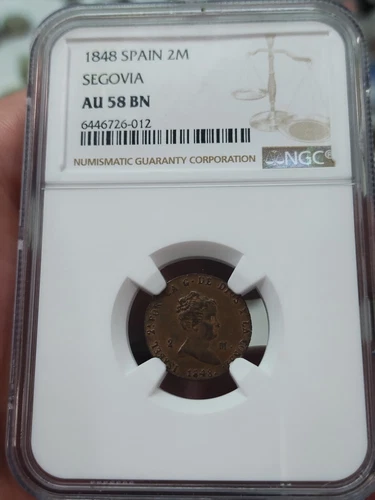 1848 SPAIN 2M
SEGOVIA
AU 58 BN
6446726-012
NUMISMATIC GUARANTY CORPORATION
NGC®